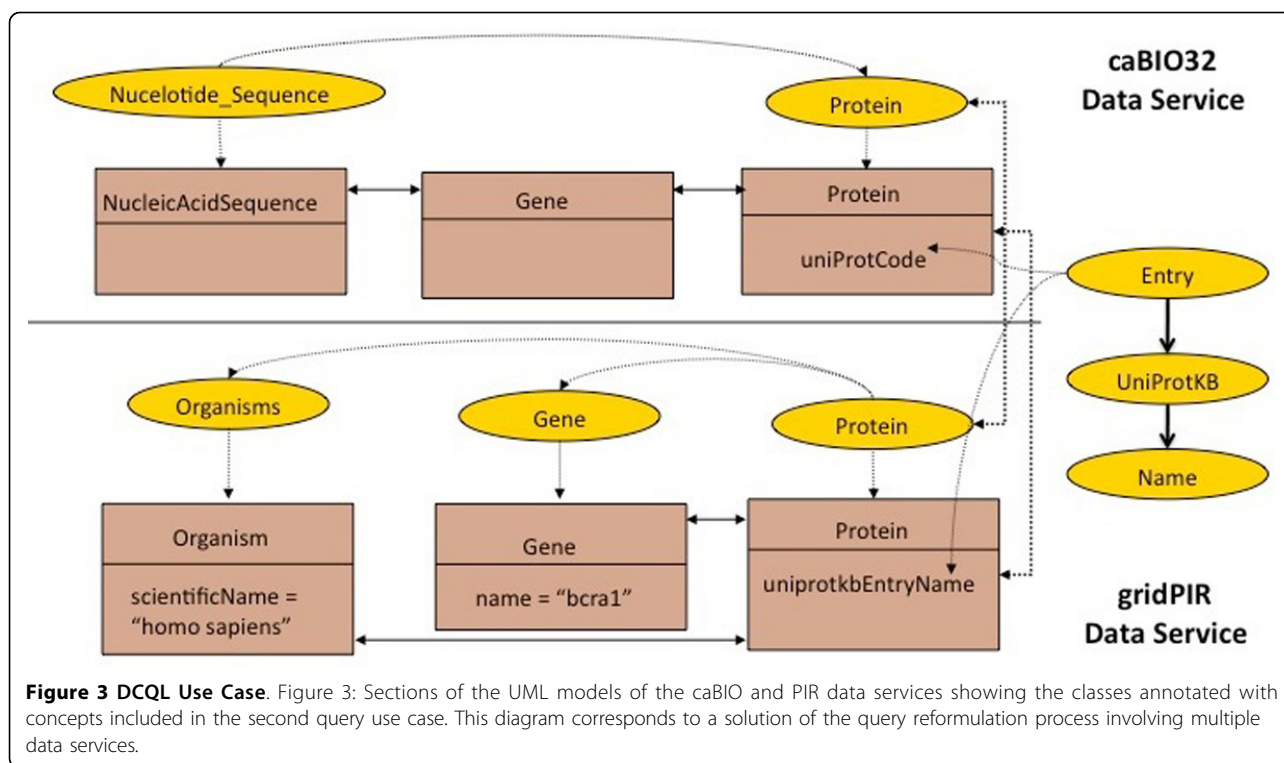 caBIO32
Data Service
Nucelotide_Sequence
Protein
NucleicAcidSequence
Gene
Protein
uniProtCode
Entry
UniProtKB
Name
Organisms
Gene
Protein
Organism
scientificName =
“homo sapiens”
Gene
name = “bcra1”
Protein
uniprotkbEntryName
gridPIR
Data Service
Figure 3 DCQL Use Case. Figure 3: Sections of the UML models of the caBIO and PIR data services showing the classes annotated with
concepts included in the second query use case. This diagram corresponds to a solution of the query reformulation process involving multiple
data services.